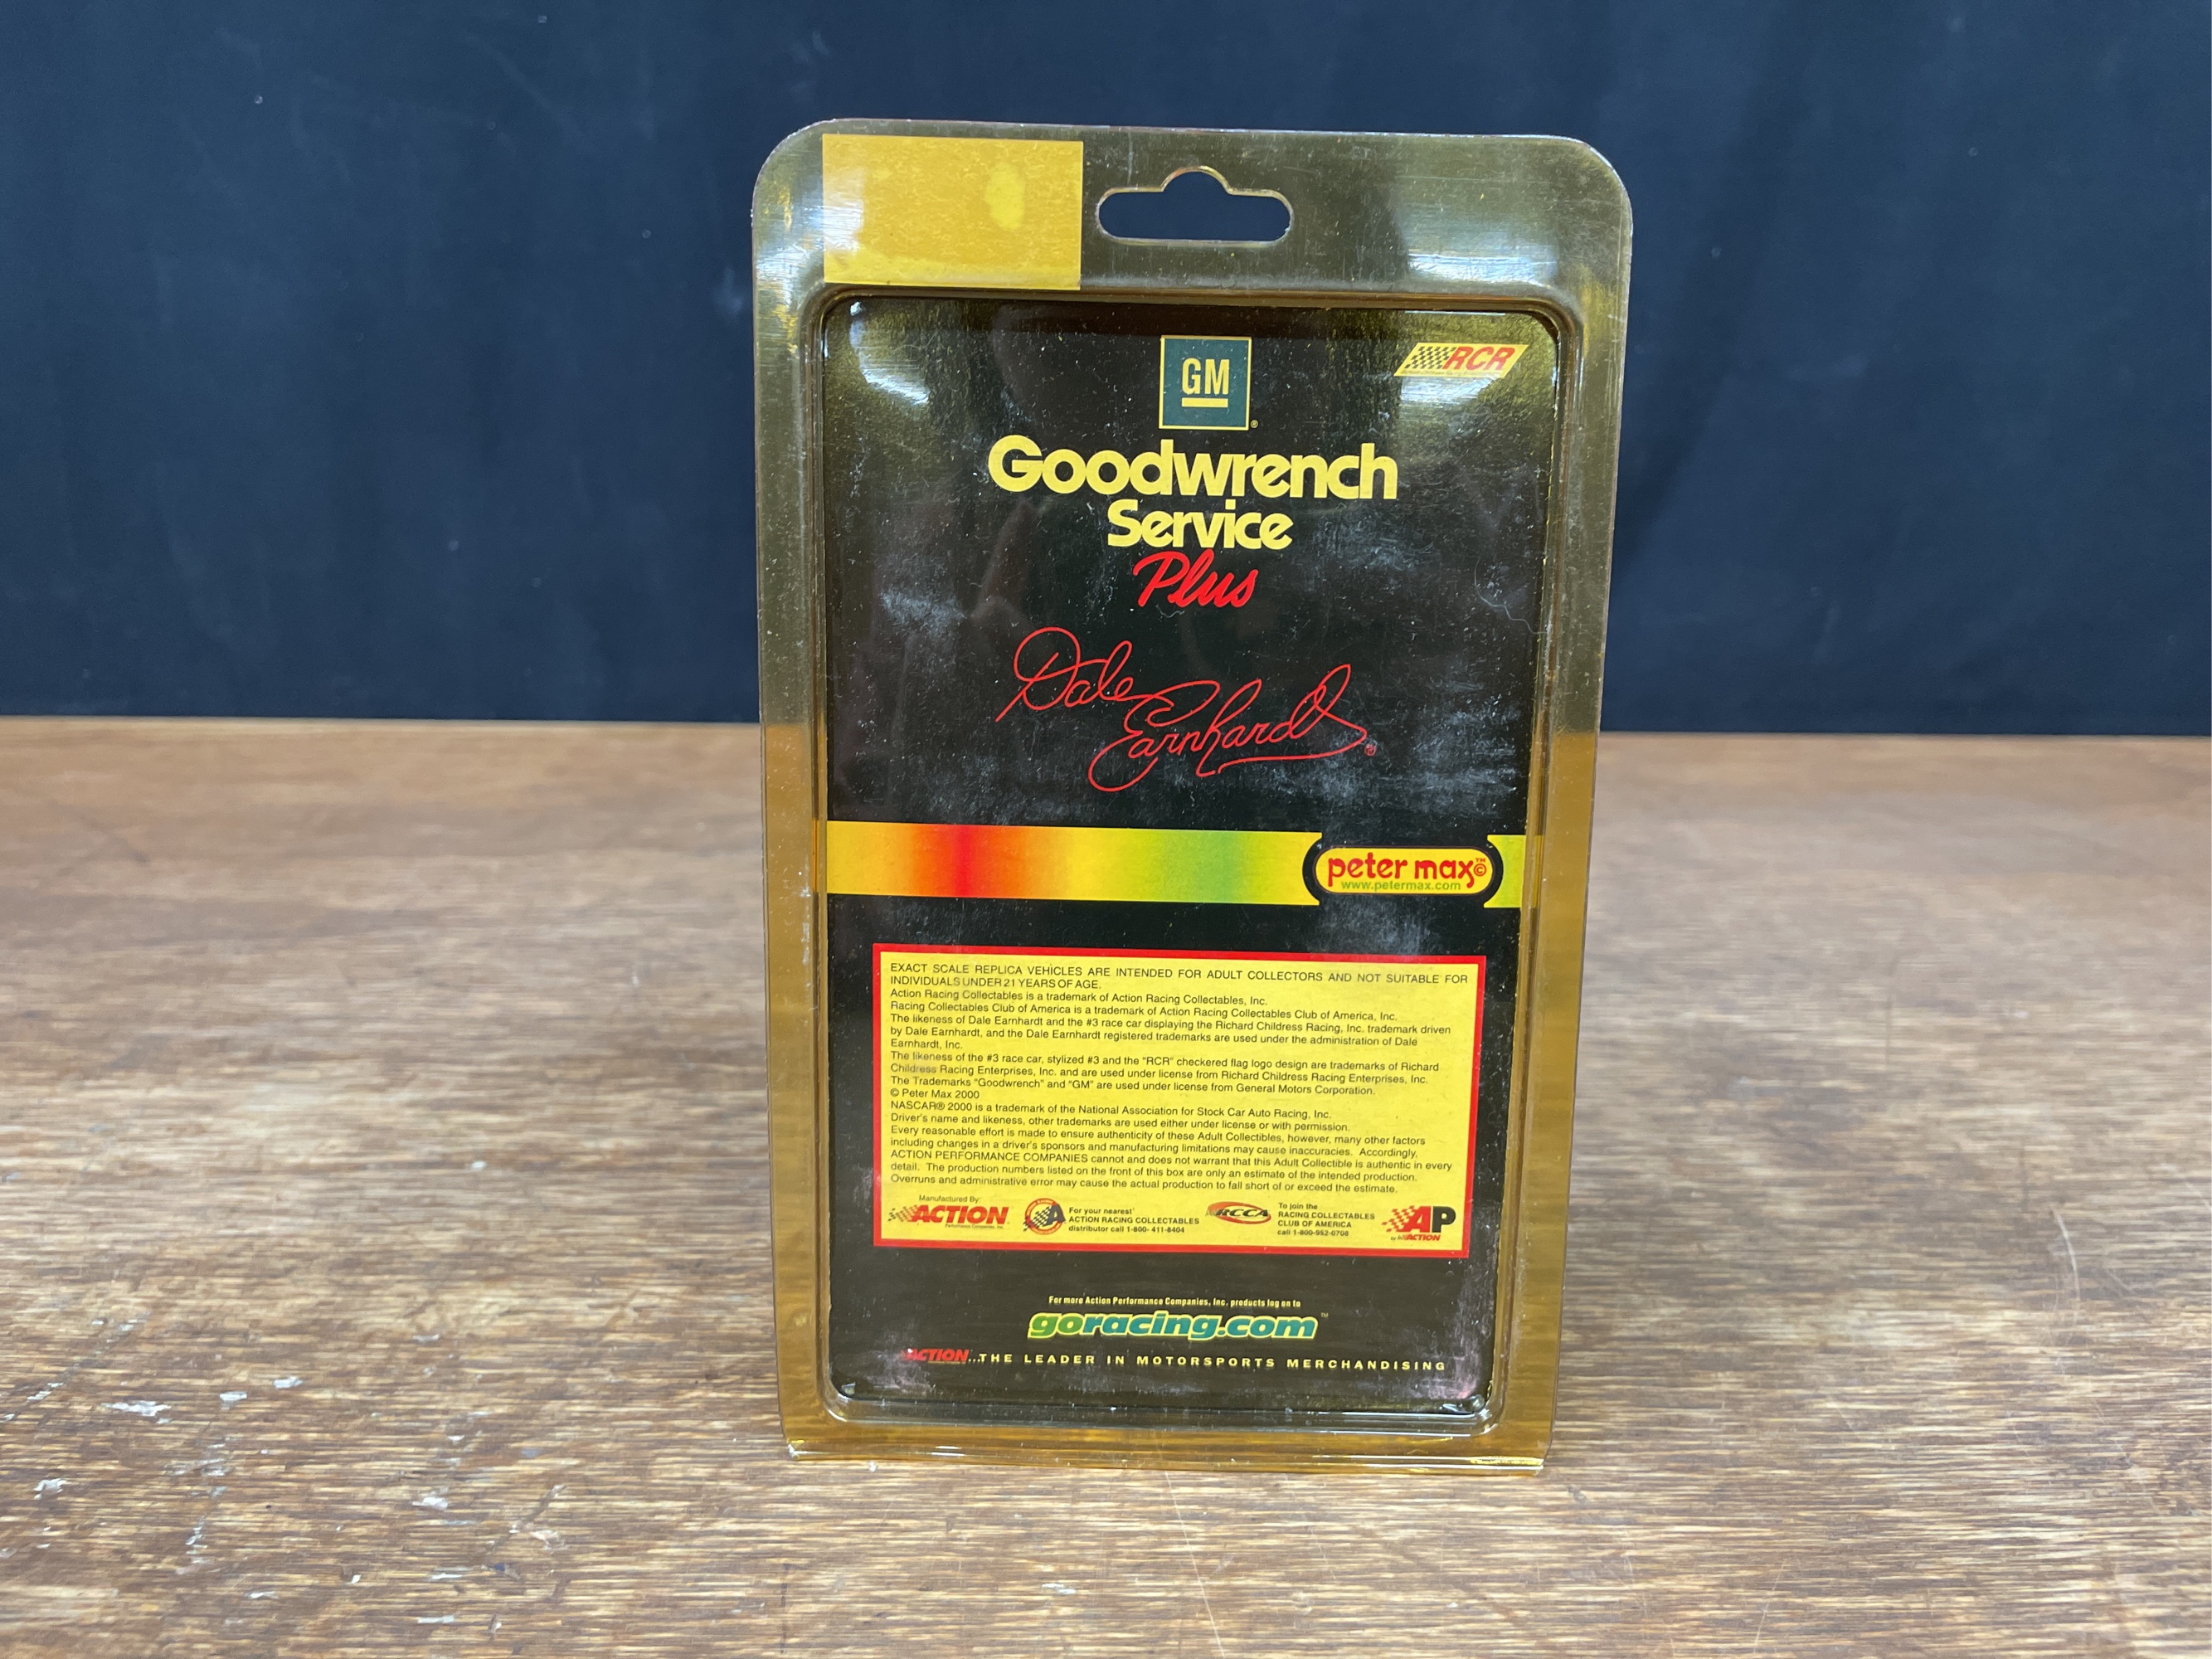 GM
®
RCR
Goodwrench
Service
Plus
Dale
Earnhardt ®
peter max™©
www.petermax.com
EXACT SCALE REPLICA VEHICLES ARE INTENDED FOR ADULT COLLECTORS AND NOT SUITABLE FOR
INDIVIDUALS UNDER 21 YEARS OF AGE.
Action Racing Collectables is a trademark of Action Racing Collectables, Inc.
Racing Collectables Club of America is a trademark of Action Racing Collectables Club of America, Inc.
The likeness of Dale Earnhardt and the #3 race car displaying the Richard Childress Racing, Inc. trademark driven
by Dale Earnhardt, and the Dale Earnhardt registered trademarks are used under the administration of Dale
Earnhardt, Inc.
The likeness of the #3 race car, stylized #3 and the "RCR" checkered flag logo design are trademarks of Richard
Childress Racing Enterprises, Inc. and are used under license from Richard Childress Racing Enterprises, Inc.
The Trademarks "Goodwrench" and "GM" are used under license from General Motors Corporation.
© Peter Max 2000
NASCAR® 2000 is a trademark of the National Association for Stock Car Auto Racing, Inc.
Driver's name and likeness, other trademarks are used either under license or with permission.
Every reasonable effort is made to ensure authenticity of these Adult Collectibles, however, many other factors
including changes in a driver's sponsors and manufacturing limitations may cause inaccuracies. Accordingly,
ACTION PERFORMANCE COMPANIES cannot and does not warrant that this Adult Collectible is authentic in every
detail. The production numbers listed on the front of this box are only an estimate of the intended production.
Overruns and administrative error may cause the actual production to fall short of or exceed the estimate.
Manufactured By:
ACTION
Performance Companies, Inc.
For your nearest
ACTION RACING COLLECTABLES
distributor call 1-800- 411-8404
RCCA
To join the
RACING COLLECTABLES
CLUB OF AMERICA
call 1-800-952-0708
AP
by ACTION
For more Action Performance Companies, Inc. products log on to
goracing.com™
ACTION...THE LEADER IN MOTORSPORTS MERCHANDISING